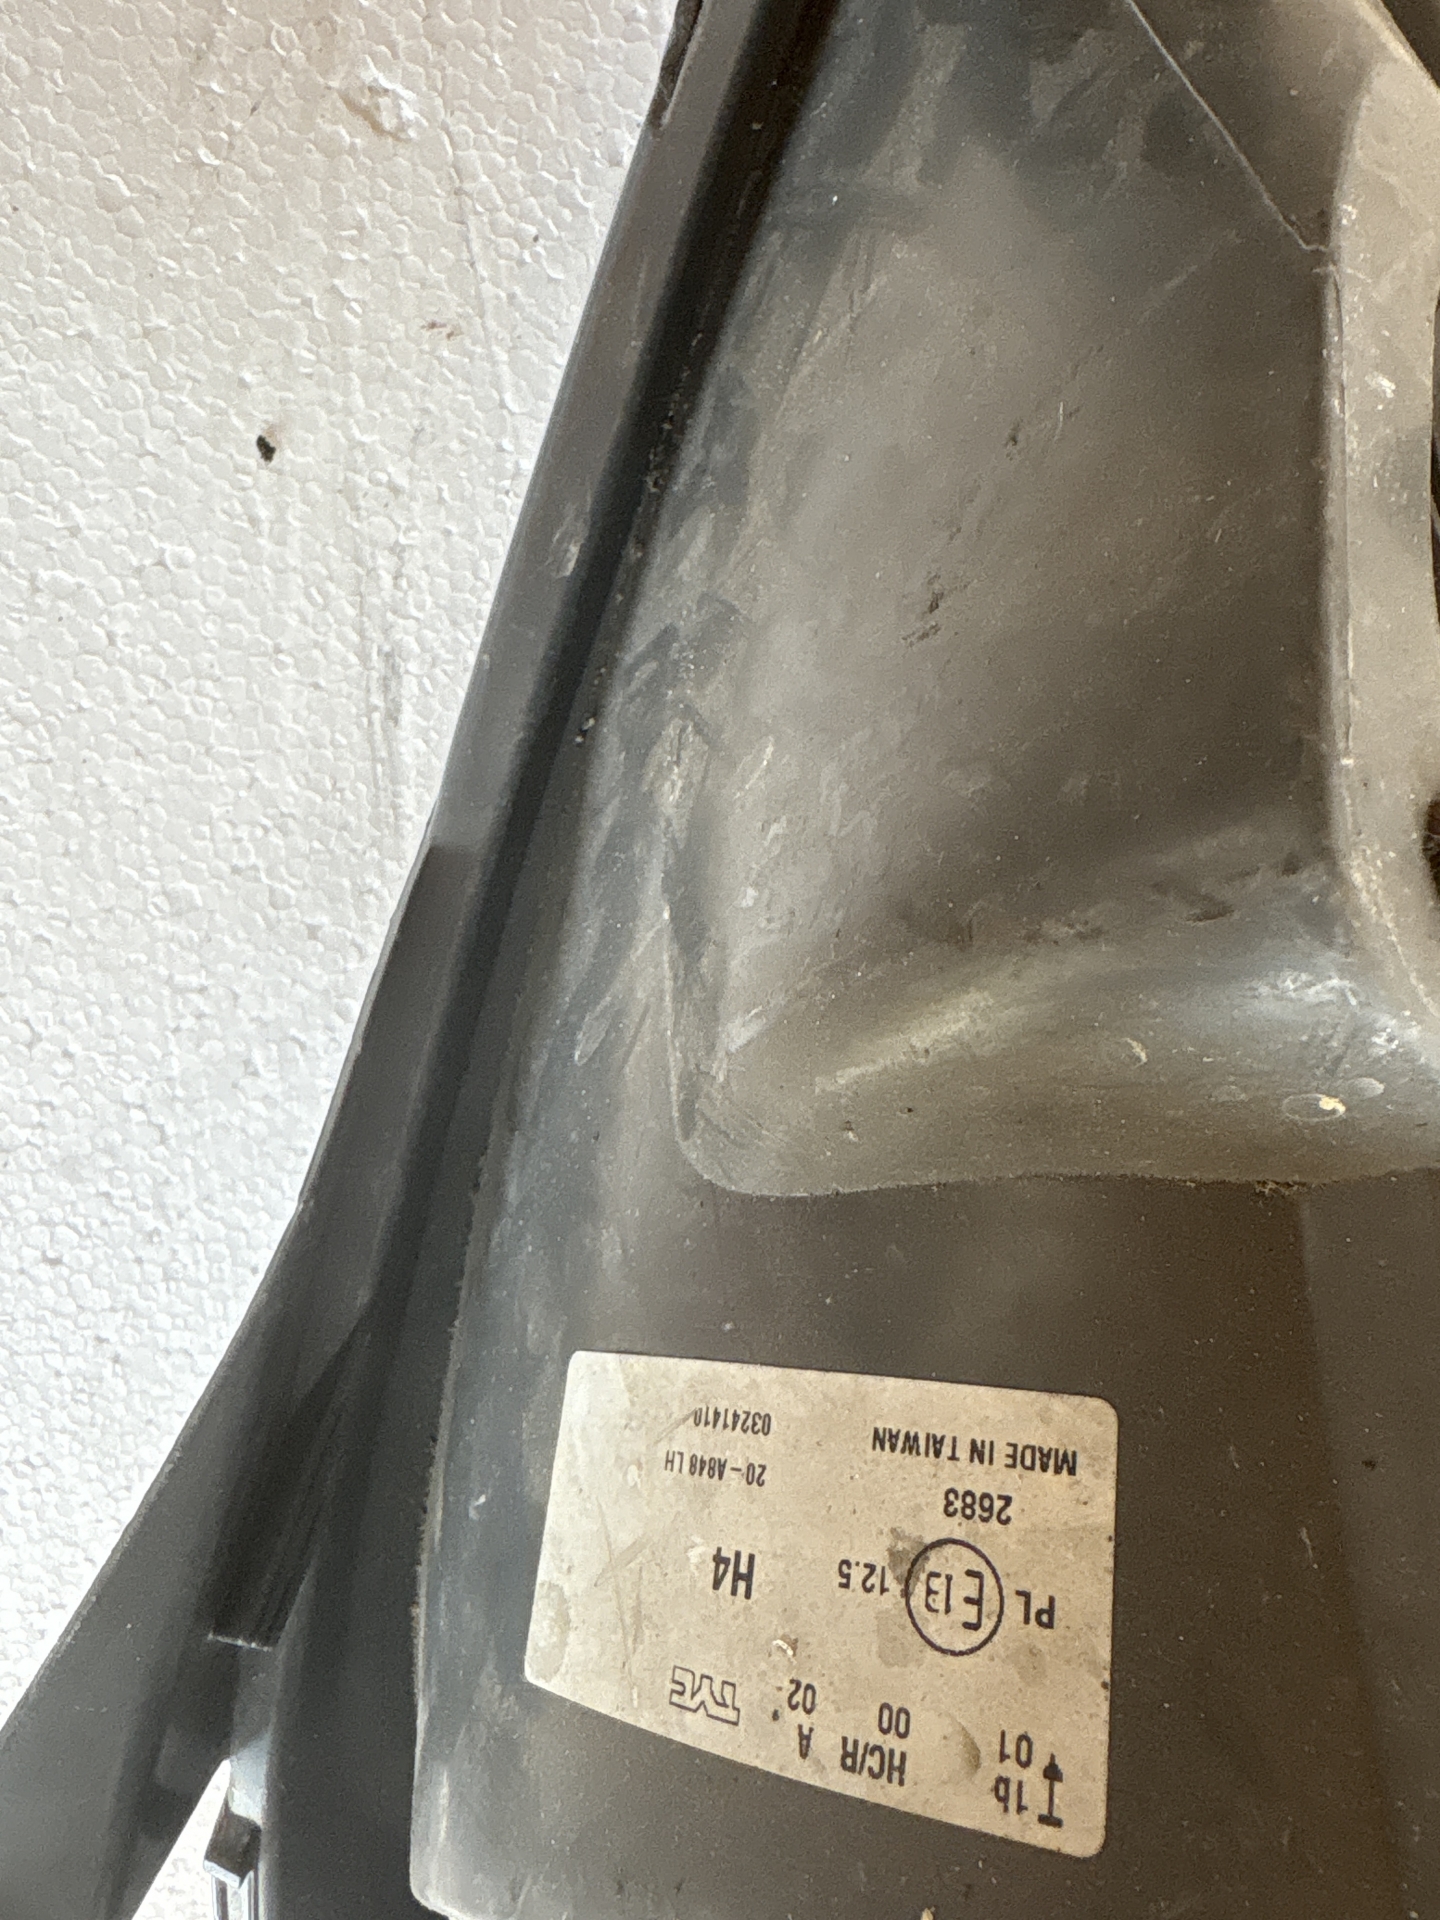 I 1b HC/R A TYC
01 00 02
PL E13 12.5 H4
2683 20-A848 LH
MADE IN TAIWAN 03241410